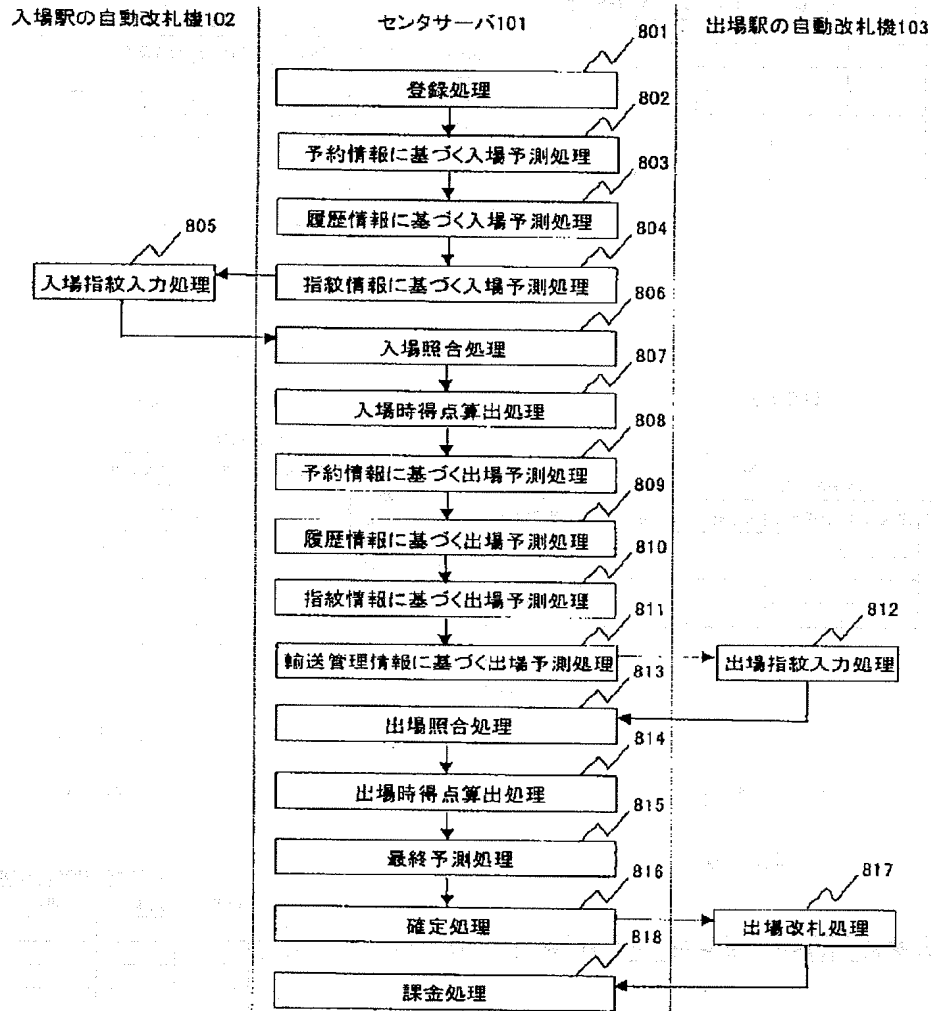 入場駅の自動改札機102
センタサーバ101
出場駅の自動改札機103
801
登録処理
802
予約情報に基づく入場予測処理
803
履歴情報に基づく入場予測処理
804
805
入場指紋入力処理
指紋情報に基づく入場予測処理
806
入場照合処理
807
入場時得点算出処理
808
予約情報に基づく出場予測処理
809
履歴情報に基づく出場予測処理
810
指紋情報に基づく出場予測処理
811
812
輸送管理情報に基づく出場予測処理
出場指紋入力処理
813
出場照合処理
814
出場時得点算出処理
815
最終予測処理
816
817
確定処理
出場改札処理
818
課金処理